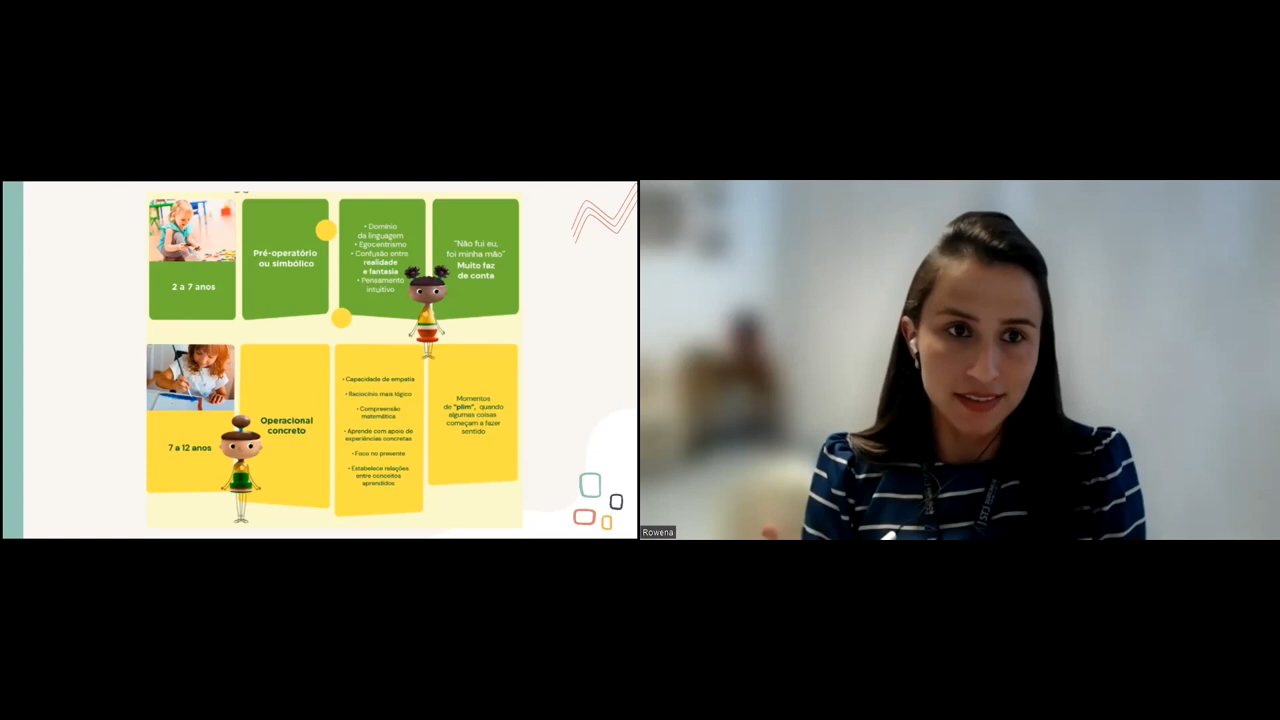 2 a 7 anos
Pré-operatório
ou simbólico
• Domínio
da linguagem
• Egocentrismo
• Confusão entre
realidade
e fantasia
• Pensamento
intuitivo
"Não fui eu,
foi minha mão"
Muito faz
de conta
7 a 12 anos
Operacional
concreto
• Capacidade de empatia
• Raciocínio mais lógico
• Compreensão
matemática
• Aprende com apoio de
experiências concretas
• Foco no presente
• Estabelece relações
entre conceitos
aprendidos
Momentos
de "plim", quando
algumas coisas
começam a fazer
sentido
Rowena
STJ